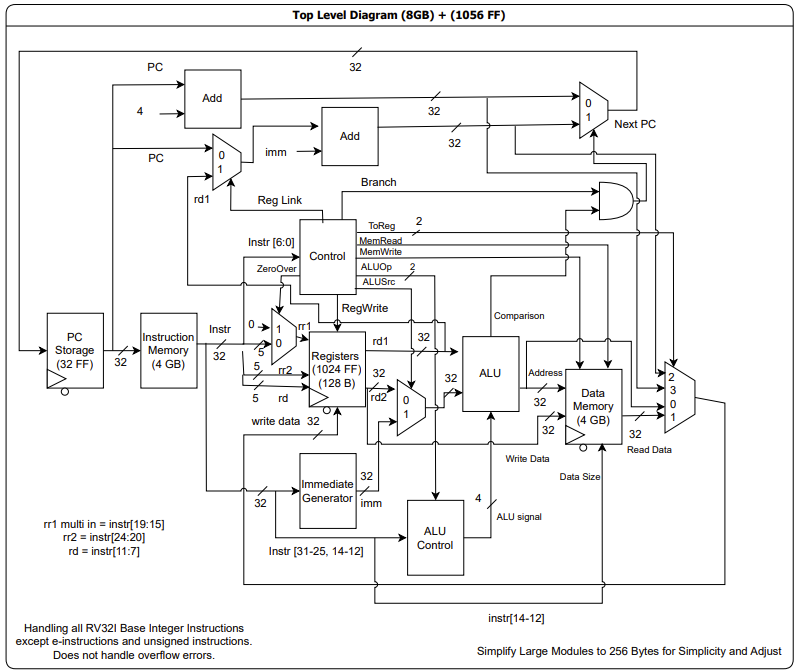 Top Level Diagram (8GB) + (1056 FF)
PC
32
4
Add
32
0
1
Next PC
PC
0
1
imm
Add
32
rd1
Reg Link
Branch
Instr [6:0]
Control
ToReg
2
MemRead
MemWrite
ZeroOver
ALUOp
2
ALUSrc
RegWrite
PC
Storage
(32 FF)
32
Instruction
Memory
(4 GB)
Instr
32
0
1
0
5
rr1
5
rr2
5
rd
Registers
(1024 FF)
(128 B)
rd1
32
32
rd2
0
1
32
Comparison
ALU
Address
32
32
Data
Memory
(4 GB)
2
3
0
1
32
Read Data
write data
32
Write Data
Data Size
Immediate
Generator
32
imm
32
4
ALU signal
ALU
Control
Instr [31-25, 14-12]
rr1 multi in = instr[19:15]
rr2 = instr[24:20]
rd = instr[11:7]
instr[14-12]
Handling all RV32I Base Integer Instructions
except e-instructions and unsigned instructions.
Does not handle overflow errors.
Simplify Large Modules to 256 Bytes for Simplicity and Adjust